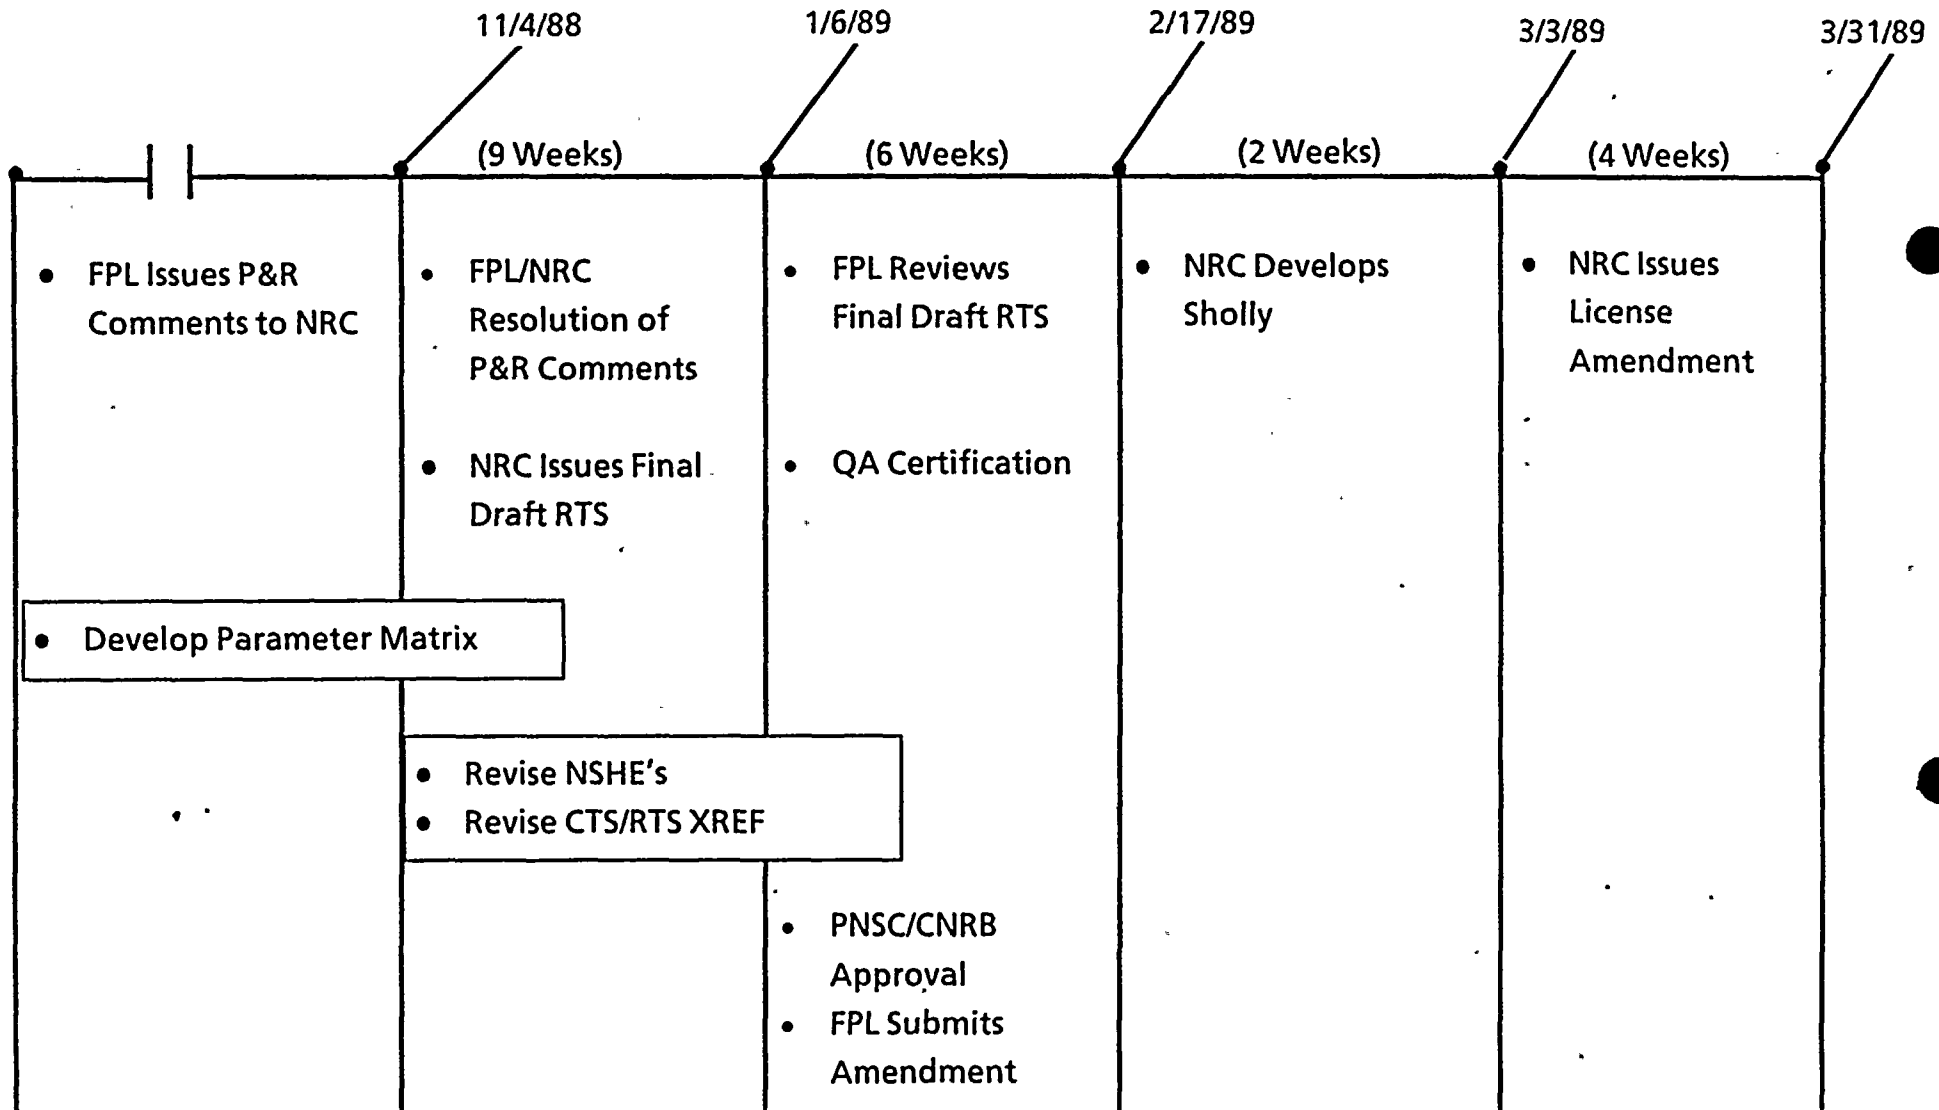 11/4/88
1/6/89
2/17/89
3/3/89
3/31/89
(9 Weeks)
(6 Weeks)
(2 Weeks)
(4 Weeks)
• FPL Issues P&R
Comments to NRC
• FPL/NRC
Resolution of
P&R Comments
• NRC Issues Final
Draft RTS
• FPL Reviews
Final Draft RTS
• QA Certification
• NRC Develops
Sholly
• NRC Issues
License
Amendment
• Develop Parameter Matrix
• Revise NSHE's
• Revise CTS/RTS XREF
• PNSC/CNRB
Approval
• FPL Submits
Amendment